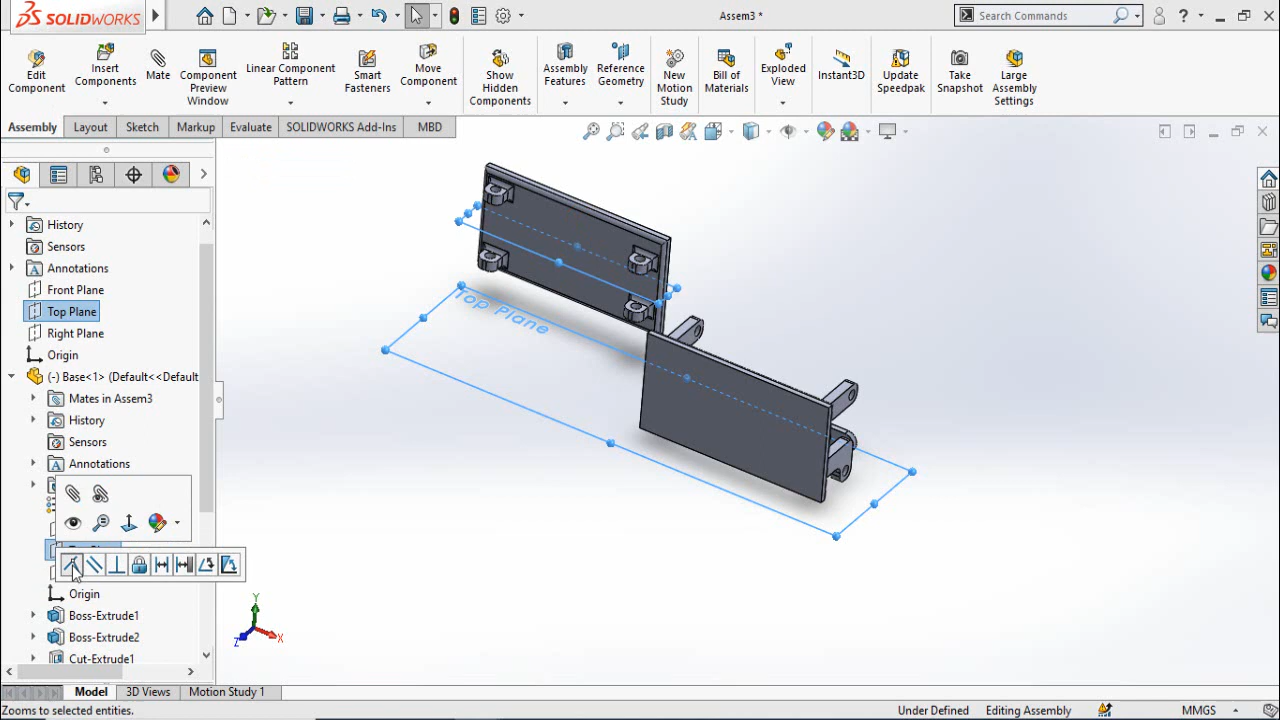 SOLIDWORKS
Assem3 *
Search Commands
?
Edit Component
Insert Components
Mate
Component Preview Window
Linear Component Pattern
Smart Fasteners
Move Component
Show Hidden Components
Assembly Features
Reference Geometry
New Motion Study
Bill of Materials
Exploded View
Instant3D
Update Speedpak
Take Snapshot
Large Assembly Settings
Assembly
Layout
Sketch
Markup
Evaluate
SOLIDWORKS Add-Ins
MBD
History
Sensors
Annotations
Front Plane
Top Plane
Right Plane
Origin
(-) Base<1> (Default<<Default
Mates in Assem3
History
Sensors
Annotations
Origin
Boss-Extrude1
Boss-Extrude2
Cut-Extrude1
Top Plane
Y
X
Z
Model
3D Views
Motion Study 1
Zooms to selected entities.
Under Defined
Editing Assembly
MMGS